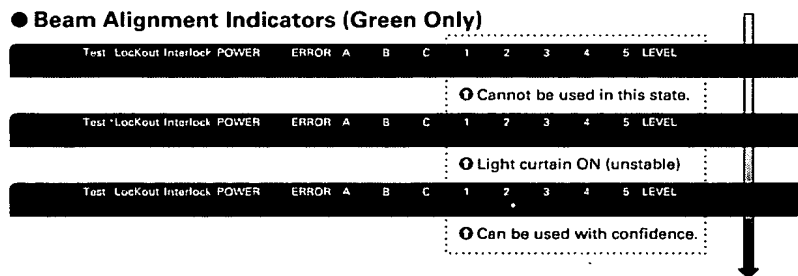 ● Beam Alignment Indicators (Green Only)
Test LocKout Interlock POWER ERROR A B C 1 2 3 4 5 LEVEL
Cannot be used in this state.
Test LocKout Interlock POWER ERROR A B C 1 2 3 4 5 LEVEL
Light curtain ON (unstable)
Test LocKout Interlock POWER ERROR A B C 1 2 3 4 5 LEVEL
Can be used with confidence.